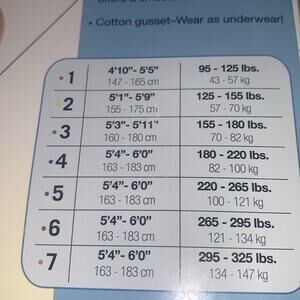 • Cotton gusset–Wear as underwear!
• 1 4'10"- 5'5" 95 - 125 lbs.
147 - 165 cm 43 - 57 kg
• 2 5'1"- 5'9" 125 - 155 lbs.
155 - 175 cm 57 - 70 kg
• 3 5'3"- 5'11" 155 - 180 lbs.
160 - 180 cm 70 - 82 kg
• 4 5'4"- 6'0" 180 - 220 lbs.
163 - 183 cm 82 - 100 kg
• 5 5'4"- 6'0" 220 - 265 lbs.
163 - 183 cm 100 - 121 kg
• 6 5'4"- 6'0" 265 - 295 lbs.
163 - 183 cm 121 - 134 kg
• 7 5'4"- 6'0" 295 - 325 lbs.
163 - 183 cm 134 - 147 kg